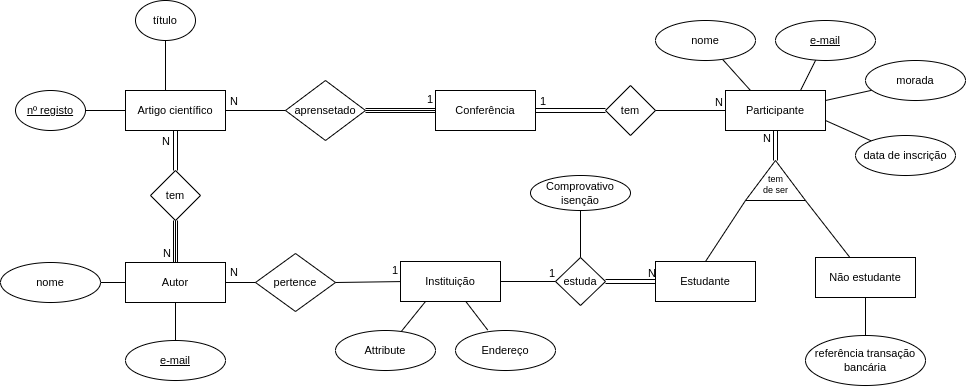 título
nome
e-mail
morada
nº registo
Artigo científico
N
aprensetado
1
Conferência
1
tem
N
Participante
data de inscrição
N
N
tem
tem
de ser
Comprovativo
isenção
N
nome
Autor
N
pertence
1
Instituição
1
estuda
N
Estudante
Não estudante
e-mail
Attribute
Endereço
referência transação
bancária